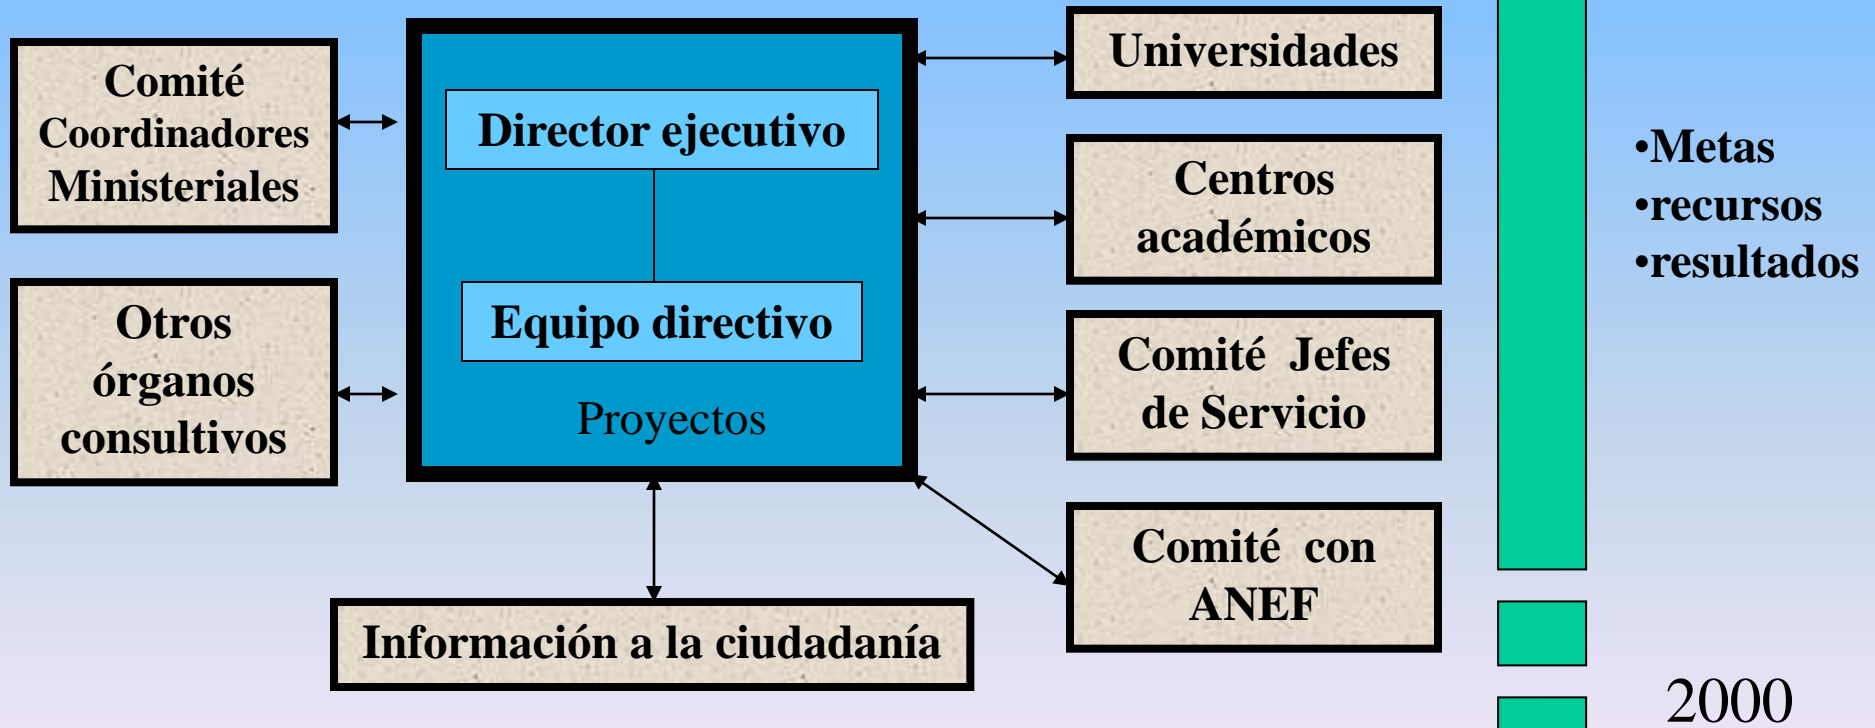 Comité
Coordinadores
Ministeriales
Otros
órganos
consultivos
Director ejecutivo
Equipo directivo
Proyectos
Información a la ciudadanía
Universidades
Centros
académicos
Comité Jefes
de Servicio
Comité con
ANEF
•Metas
•recursos
•resultados
2000